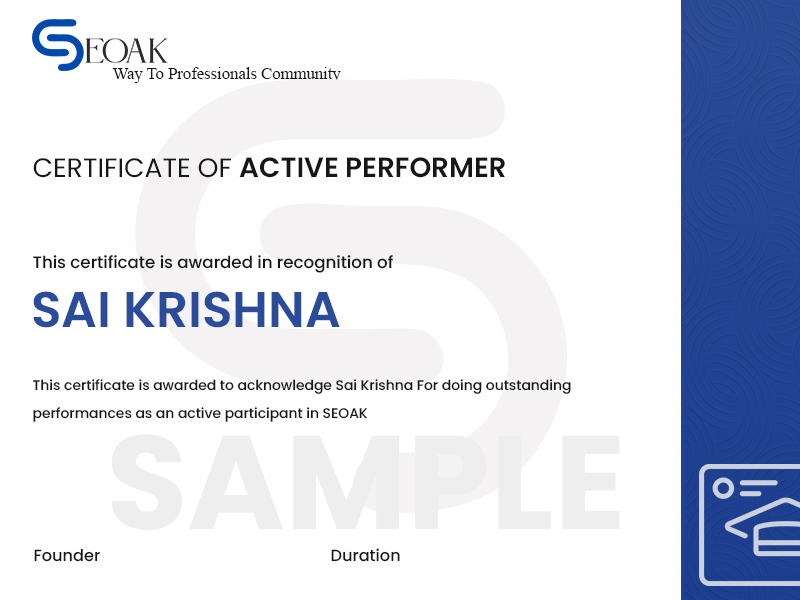 SEOAK
Way To Professionals Community
CERTIFICATE OF ACTIVE PERFORMER
This certificate is awarded in recognition of
SAI KRISHNA
This certificate is awarded to acknowledge Sai Krishna For doing outstanding
performances as an active participant in SEOAK
SAMPLE
Founder Duration